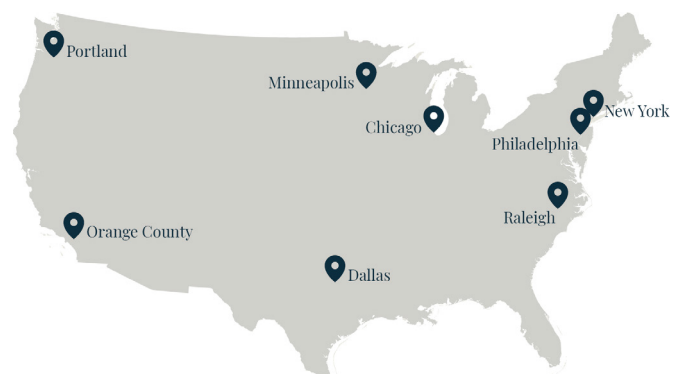 Portland
Minneapolis
New York
Chicago
Philadelphia
Raleigh
Orange County
Dallas